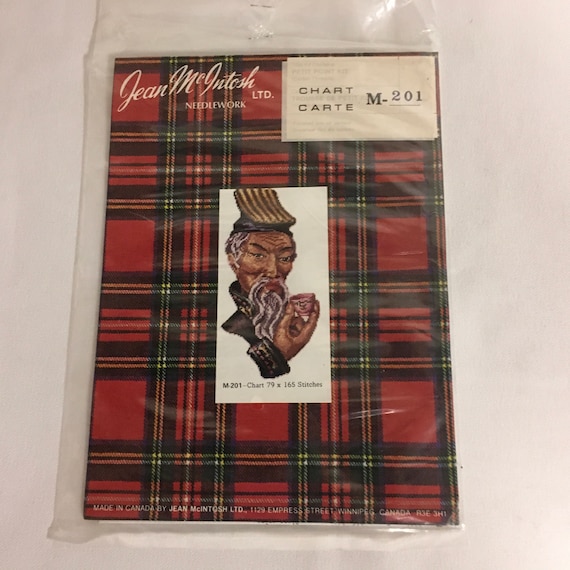 Jean McIntosh LTD.
NEEDLEWORK
CHART
CARTE M-201
M-201—Chart 79 x 165 Stitches
MADE IN CANADA BY JEAN McINTOSH LTD., 1129 EMPRESS STREET, WINNIPEG, CANADA R3E 3H1